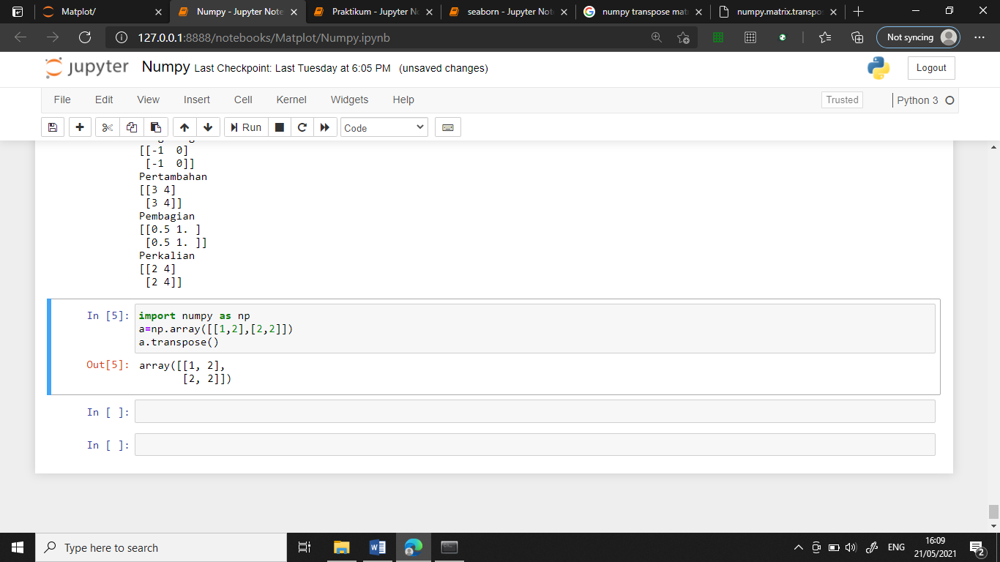 Matplot/
Numpy - Jupyter Note
Praktikum - Jupyter No
seaborn - Jupyter Not
numpy transpose mat
numpy.matrix.transpo
127.0.0.1:8888/notebooks/Matplot/Numpy.ipynb
Not syncing
jupyter Numpy Last Checkpoint: Last Tuesday at 6:05 PM (unsaved changes)
Logout
File Edit View Insert Cell Kernel Widgets Help
Trusted
Python 3
Run
Code
[[-1  0]
 [-1  0]]
Pertambahan
[[3 4]
 [3 4]]
Pembagian
[[0.5 1. ]
 [0.5 1. ]]
Perkalian
[[2 4]
 [2 4]]
In [5]: import numpy as np
a=np.array([[1,2],[2,2]])
a.transpose()
Out[5]: array([[1, 2],
       [2, 2]])
In [ ]:
In [ ]:
Type here to search
ENG
16:09
21/05/2021
2